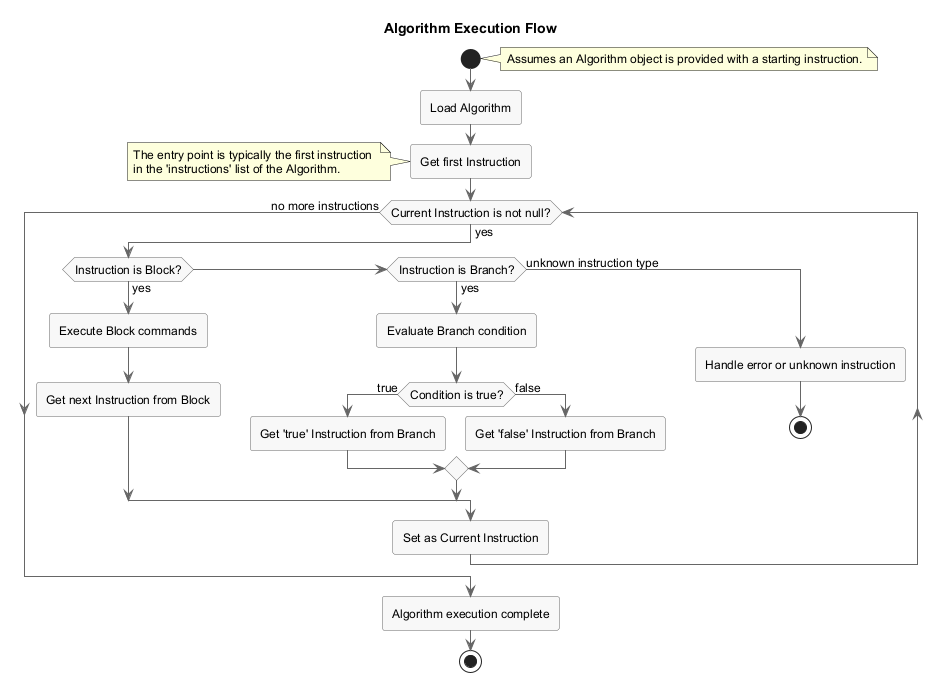 Algorithm Execution Flow
Assumes an Algorithm object is provided with a starting instruction.
Load Algorithm
The entry point is typically the first instruction
in the 'instructions' list of the Algorithm.
Get first Instruction
no more instructions
Current Instruction is not null?
yes
Instruction is Block?
Instruction is Branch?
unknown instruction type
yes
yes
Execute Block commands
Evaluate Branch condition
Handle error or unknown instruction
Get next Instruction from Block
true
Condition is true?
false
Get 'true' Instruction from Branch
Get 'false' Instruction from Branch
Set as Current Instruction
Algorithm execution complete